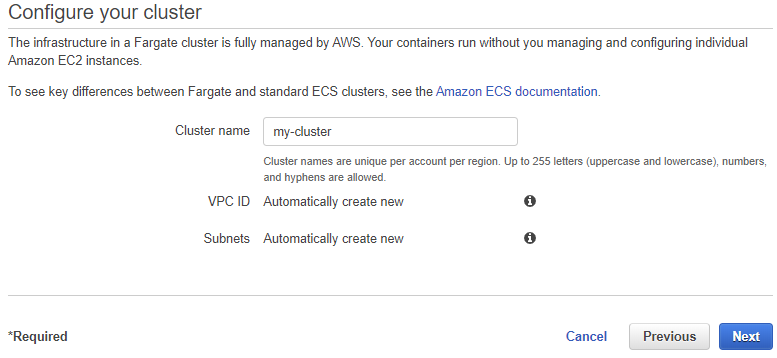 Configure your cluster
The infrastructure in a Fargate cluster is fully managed by AWS. Your containers run without you managing and configuring individual
Amazon EC2 instances.
To see key differences between Fargate and standard ECS clusters, see the Amazon ECS documentation.
Cluster name my-cluster
Cluster names are unique per account per region. Up to 255 letters (uppercase and lowercase), numbers,
and hyphens are allowed.
VPC ID Automatically create new
Subnets Automatically create new
*Required Cancel Previous Next